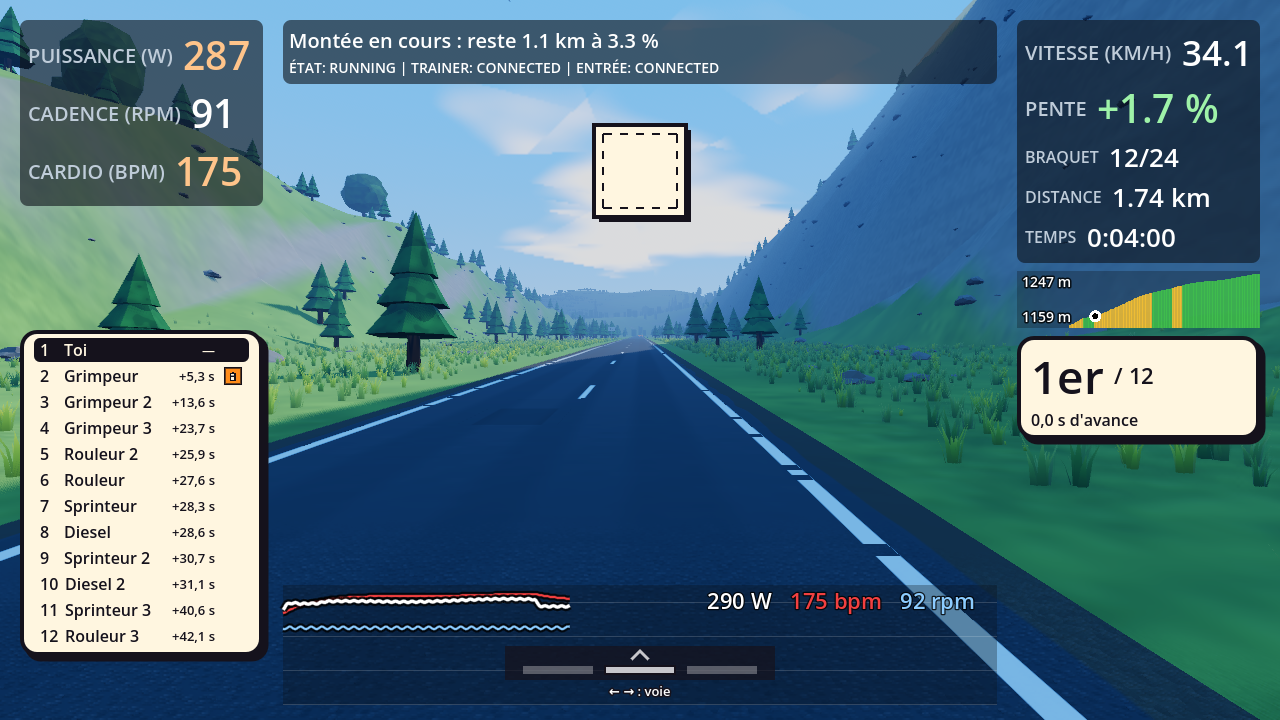 PUISSANCE (W) 287
CADENCE (RPM) 91
CARDIO (BPM) 175
Montée en cours : reste 1.1 km à 3.3 %
ÉTAT: RUNNING | TRAINER: CONNECTED | ENTRÉE: CONNECTED
VITESSE (KM/H) 34.1
PENTE +1.7 %
BRAQUET 12/24
DISTANCE 1.74 km
TEMPS 0:04:00
1247 m
1159 m
1er / 12
0,0 s d'avance
1 Toi —
2 Grimpeur +5,3 s
3 Grimpeur 2 +13,6 s
4 Grimpeur 3 +23,7 s
5 Rouleur 2 +25,9 s
6 Rouleur +27,6 s
7 Sprinteur +28,3 s
8 Diesel +28,6 s
9 Sprinteur 2 +30,7 s
10 Diesel 2 +31,1 s
11 Sprinteur 3 +40,6 s
12 Rouleur 3 +42,1 s
290 W 175 bpm 92 rpm
← → : voie